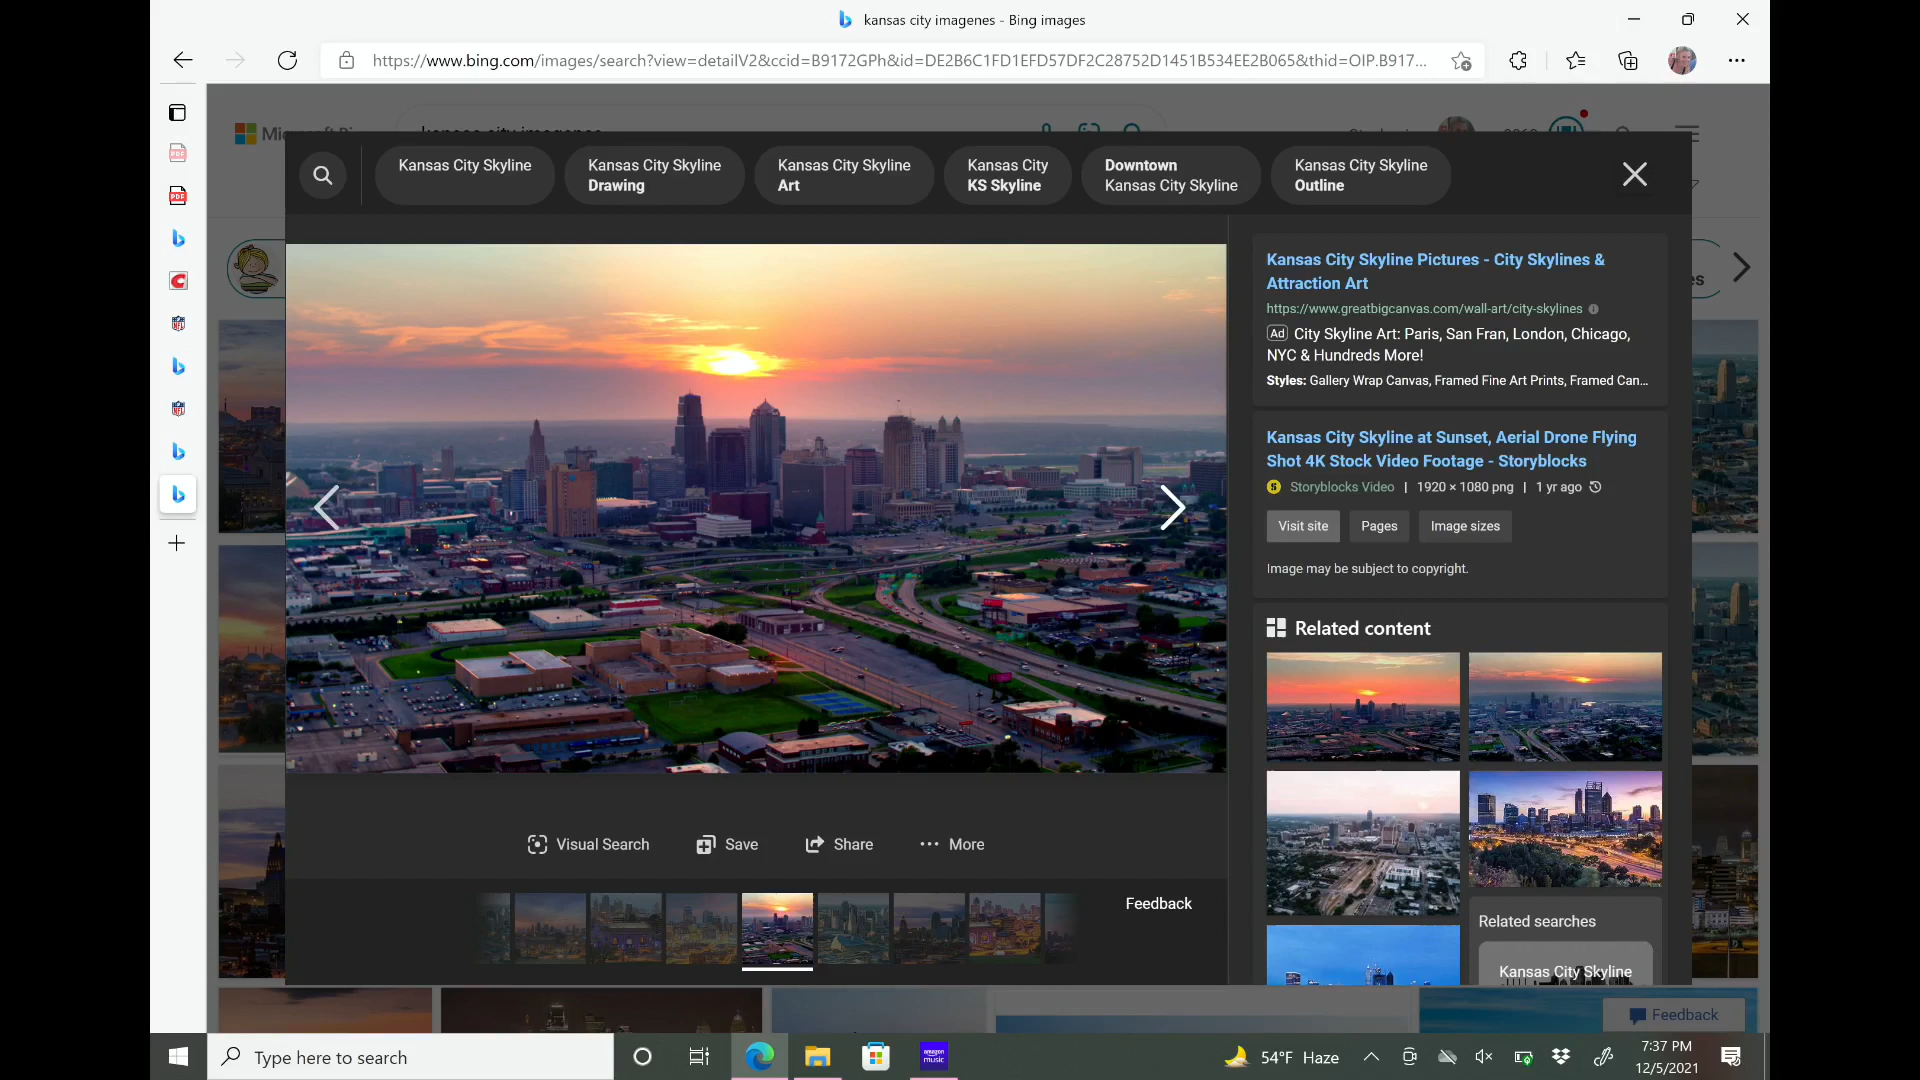 kansas city imagenes - Bing images
https://www.bing.com/images/search?view=detailV2&ccid=B9172GPh&id=DE2B6C1FD1EFD57DF2C28752D1451B534EE2B065&thid=OIP.B917...
kansas city imagenes
Kansas City Skyline
Kansas City Skyline
Drawing
Kansas City Skyline
Art
Kansas City
KS Skyline
Downtown
Kansas City Skyline
Kansas City Skyline
Outline
Kansas City Skyline Pictures - City Skylines &
Attraction Art
https://www.greatbigcanvas.com/wall-art/city-skylines
Ad City Skyline Art: Paris, San Fran, London, Chicago,
NYC & Hundreds More!
Styles: Gallery Wrap Canvas, Framed Fine Art Prints, Framed Can...
Kansas City Skyline at Sunset, Aerial Drone Flying
Shot 4K Stock Video Footage - Storyblocks
Storyblocks Video | 1920 × 1080 png | 1 yr ago
Visit site
Pages
Image sizes
Image may be subject to copyright.
Related content
Related searches
Kansas City Skyline
Visual Search
Save
Share
More
Feedback
Feedback
Type here to search
amazon
music
54°F Haze
7:37 PM
12/5/2021
PDF
PDF